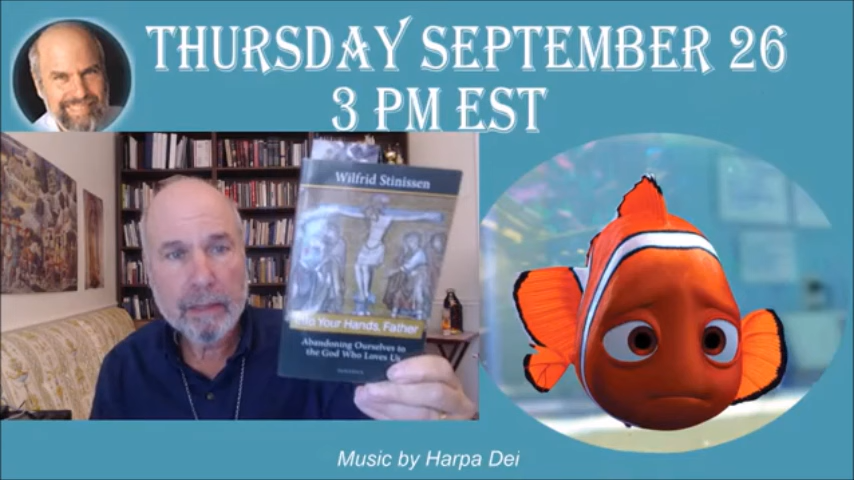 THURSDAY SEPTEMBER 26
3 PM EST
Wilfrid Stinissen
Your Hands, Father
Abandoning Ourselves to
the God Who Loves Us
Music by Harpa Dei